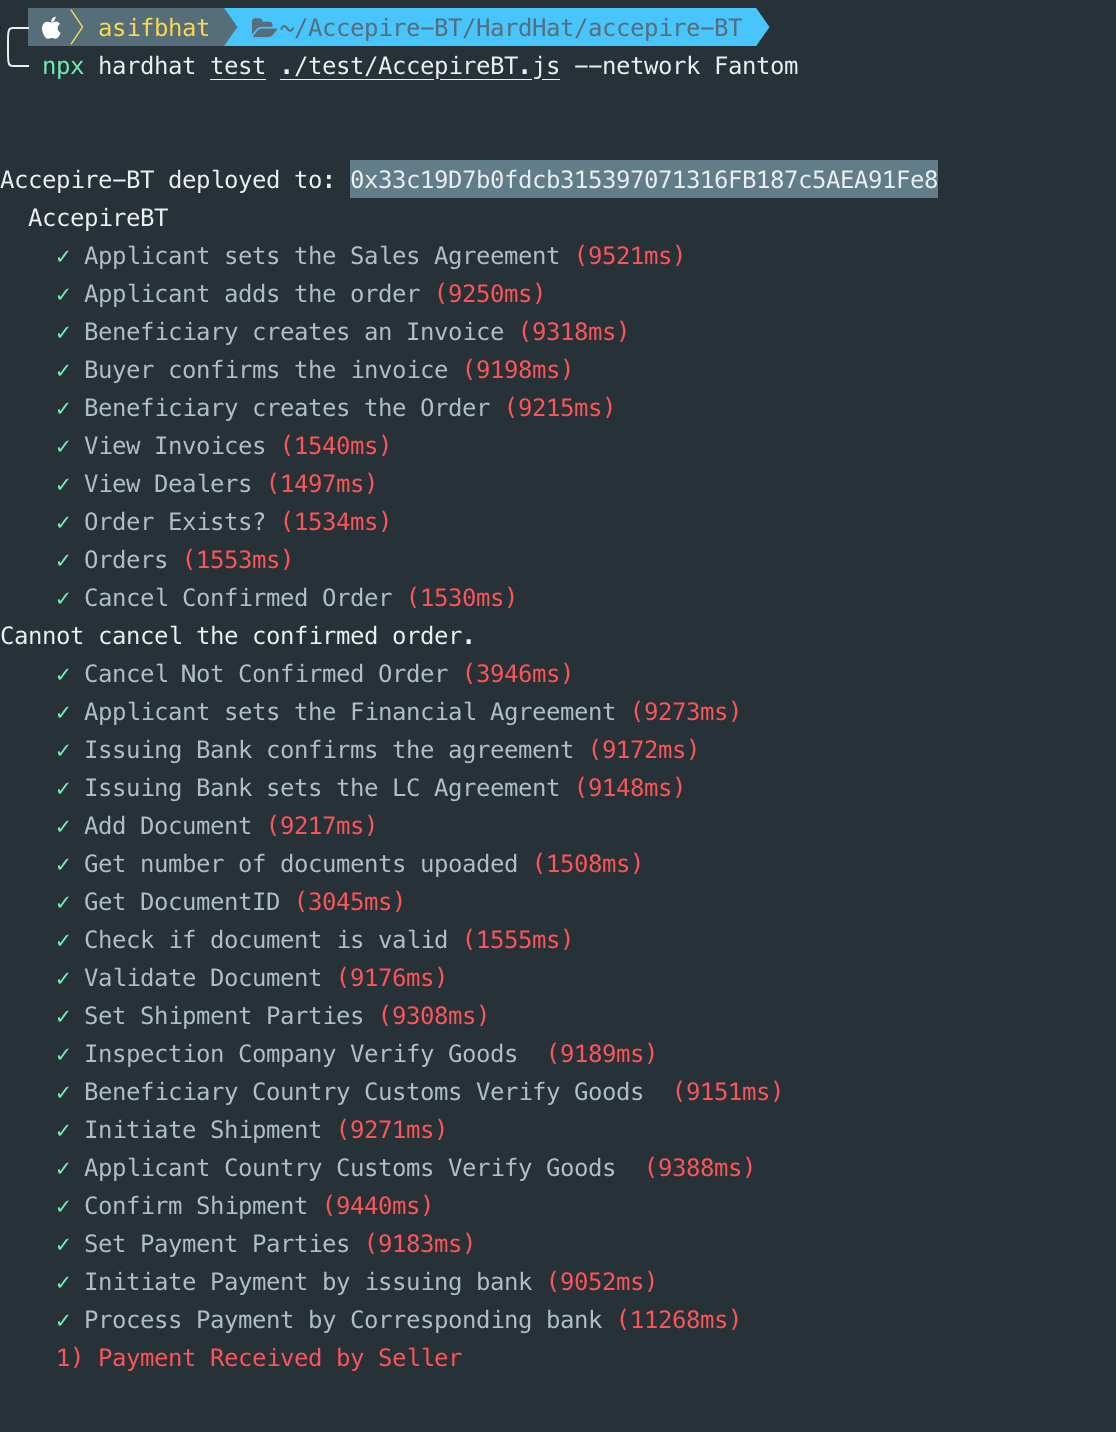 asifbhat ~/Accepire-BT/HardHat/accepire-BT
npx hardhat test ./test/AccepireBT.js --network Fantom
Accepire-BT deployed to: 0x33c19D7b0fdcb315397071316FB187c5AEA91Fe8
AccepireBT
✓ Applicant sets the Sales Agreement (9521ms)
✓ Applicant adds the order (9250ms)
✓ Beneficiary creates an Invoice (9318ms)
✓ Buyer confirms the invoice (9198ms)
✓ Beneficiary creates the Order (9215ms)
✓ View Invoices (1540ms)
✓ View Dealers (1497ms)
✓ Order Exists? (1534ms)
✓ Orders (1553ms)
✓ Cancel Confirmed Order (1530ms)
Cannot cancel the confirmed order.
✓ Cancel Not Confirmed Order (3946ms)
✓ Applicant sets the Financial Agreement (9273ms)
✓ Issuing Bank confirms the agreement (9172ms)
✓ Issuing Bank sets the LC Agreement (9148ms)
✓ Add Document (9217ms)
✓ Get number of documents upoaded (1508ms)
✓ Get DocumentID (3045ms)
✓ Check if document is valid (1555ms)
✓ Validate Document (9176ms)
✓ Set Shipment Parties (9308ms)
✓ Inspection Company Verify Goods  (9189ms)
✓ Beneficiary Country Customs Verify Goods  (9151ms)
✓ Initiate Shipment (9271ms)
✓ Applicant Country Customs Verify Goods  (9388ms)
✓ Confirm Shipment (9440ms)
✓ Set Payment Parties (9183ms)
✓ Initiate Payment by issuing bank (9052ms)
✓ Process Payment by Corresponding bank (11268ms)
1) Payment Received by Seller